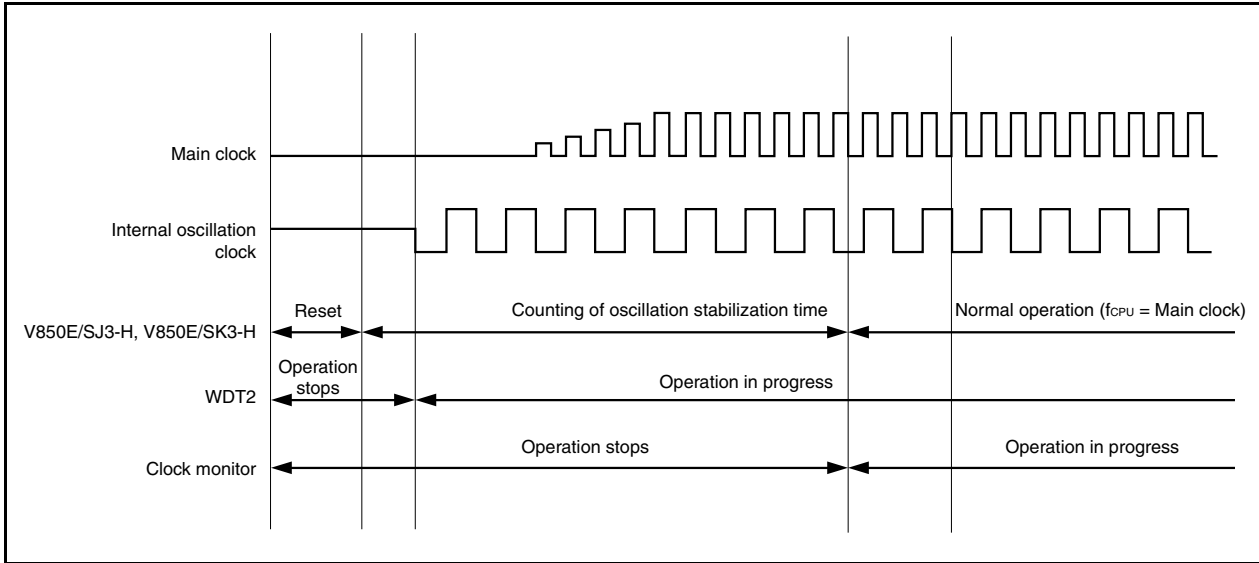 Main clock
Internal oscillation
clock
Reset
Counting of oscillation stabilization time
Normal operation (fCPU = Main clock)
V850E/SJ3-H, V850E/SK3-H
Operation
stops
Operation in progress
WDT2
Operation stops
Operation in progress
Clock monitor